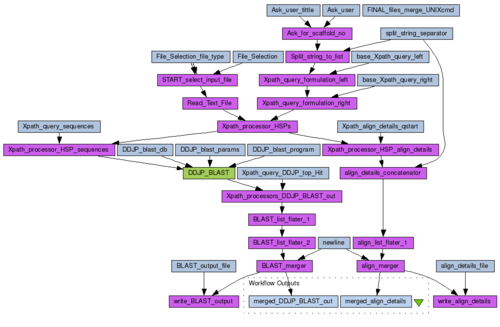 Ask_user_tittle
Ask_user
FINAL_files_merge_UNIXcmd
Ask_for_scaffold_no
split_string_separator
File_Selection_file_type
File_Selection
Split_string_to_list
base_Xpath_query_left
START_select_input_file
Xpath_query_formulation_left
base_Xpath_query_right
Read_Text_File
Xpath_query_formulation_right
Xpath_query_sequences
Xpath_processor_HSPs
Xpath_align_details_qstart
Xpath_processor_HSP_sequences
DDJP_blast_db
DDJP_blast_params
DDJP_blast_program
Xpath_processor_HSP_align_details
DDJP_BLAST
Xpath_query_DDJP_top_Hit
align_details_concatenator
Xpath_processors_DDJP_BLAST_out
BLAST_list_flater_1
BLAST_list_flater_2
newline
align_list_flater_1
BLAST_output_file
BLAST_merger
align_merger
align_details_file
Workflow Outputs
write_BLAST_output
merged_DDJP_BLAST_out
merged_align_details
write_align_details